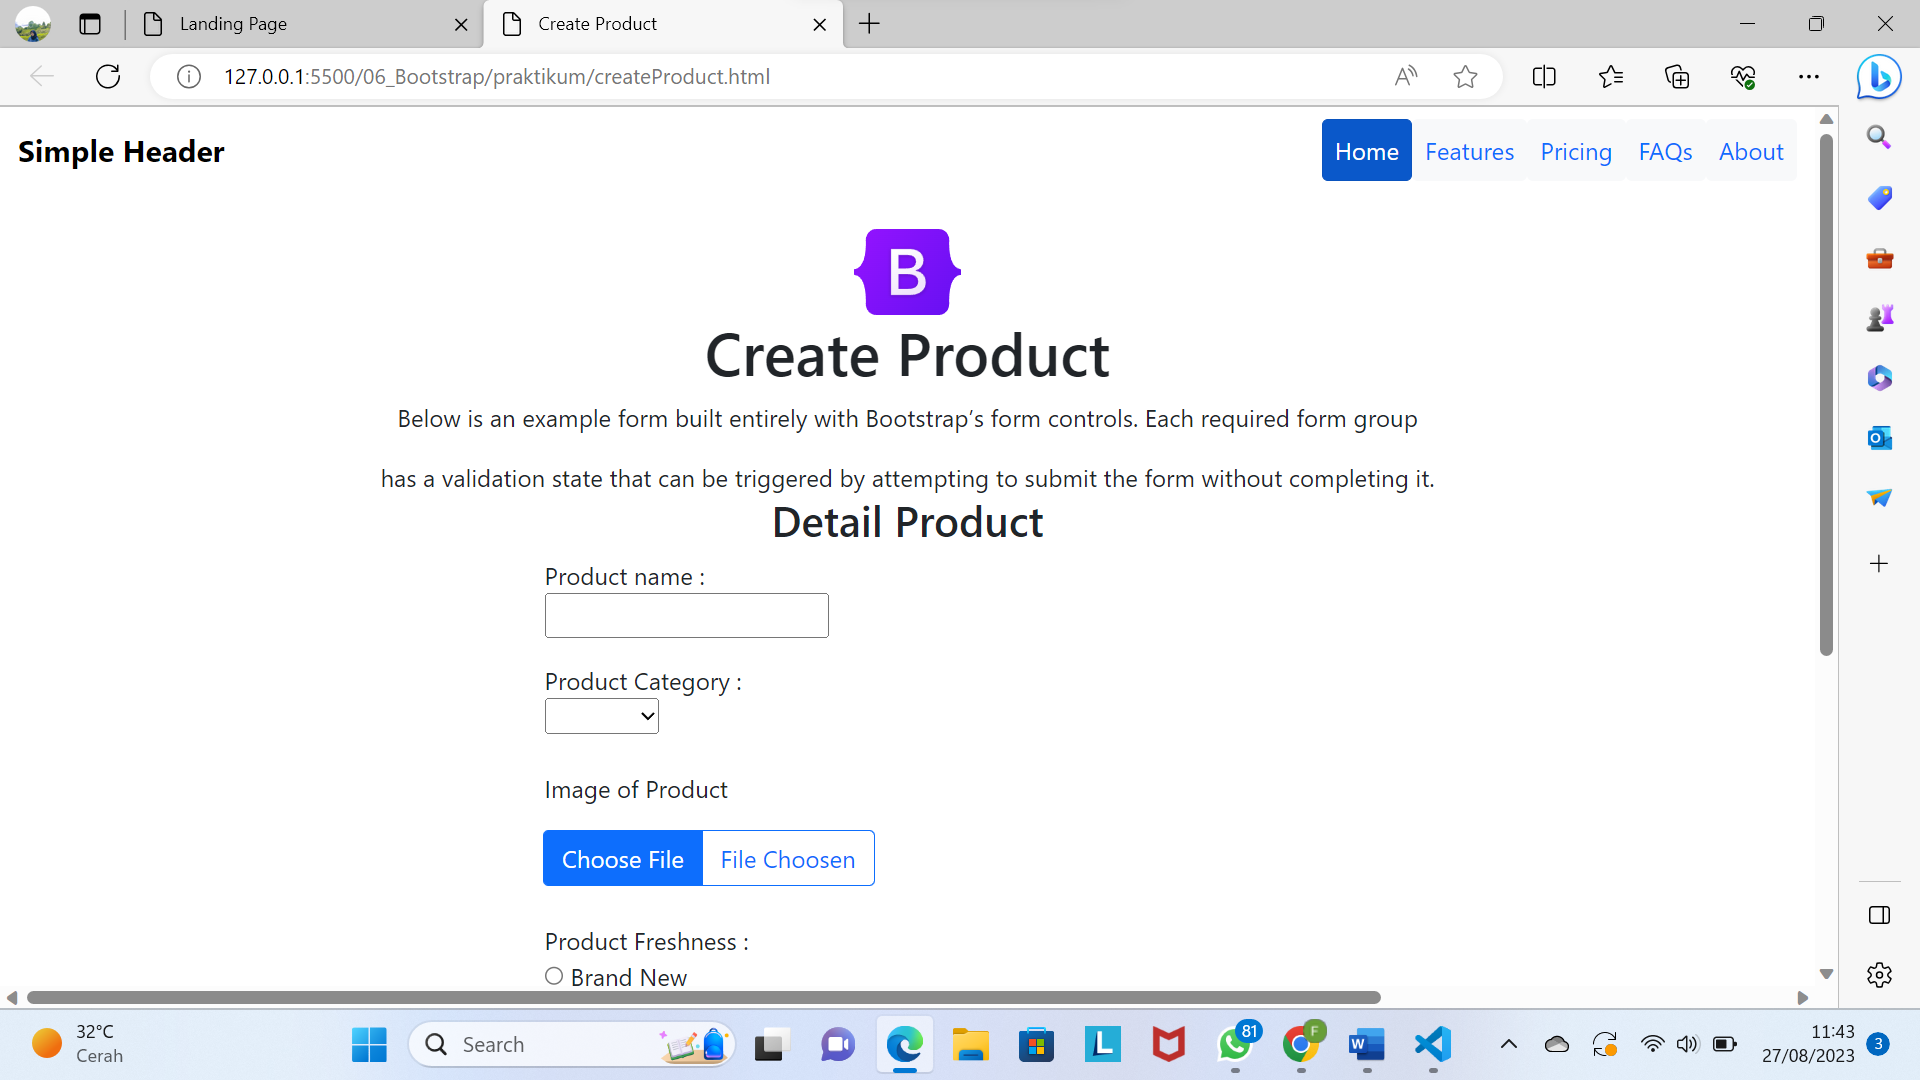 Landing Page
Create Product
127.0.0.1:5500/06_Bootstrap/praktikum/createProduct.html
Simple Header
Home Features Pricing FAQs About
B
Create Product
Below is an example form built entirely with Bootstrap’s form controls. Each required form group
has a validation state that can be triggered by attempting to submit the form without completing it.
Detail Product
Product name :
Product Category :
Image of Product
Choose File File Choosen
Product Freshness :
Brand New
32°C
Cerah
Search
81
F
11:43
27/08/2023
3